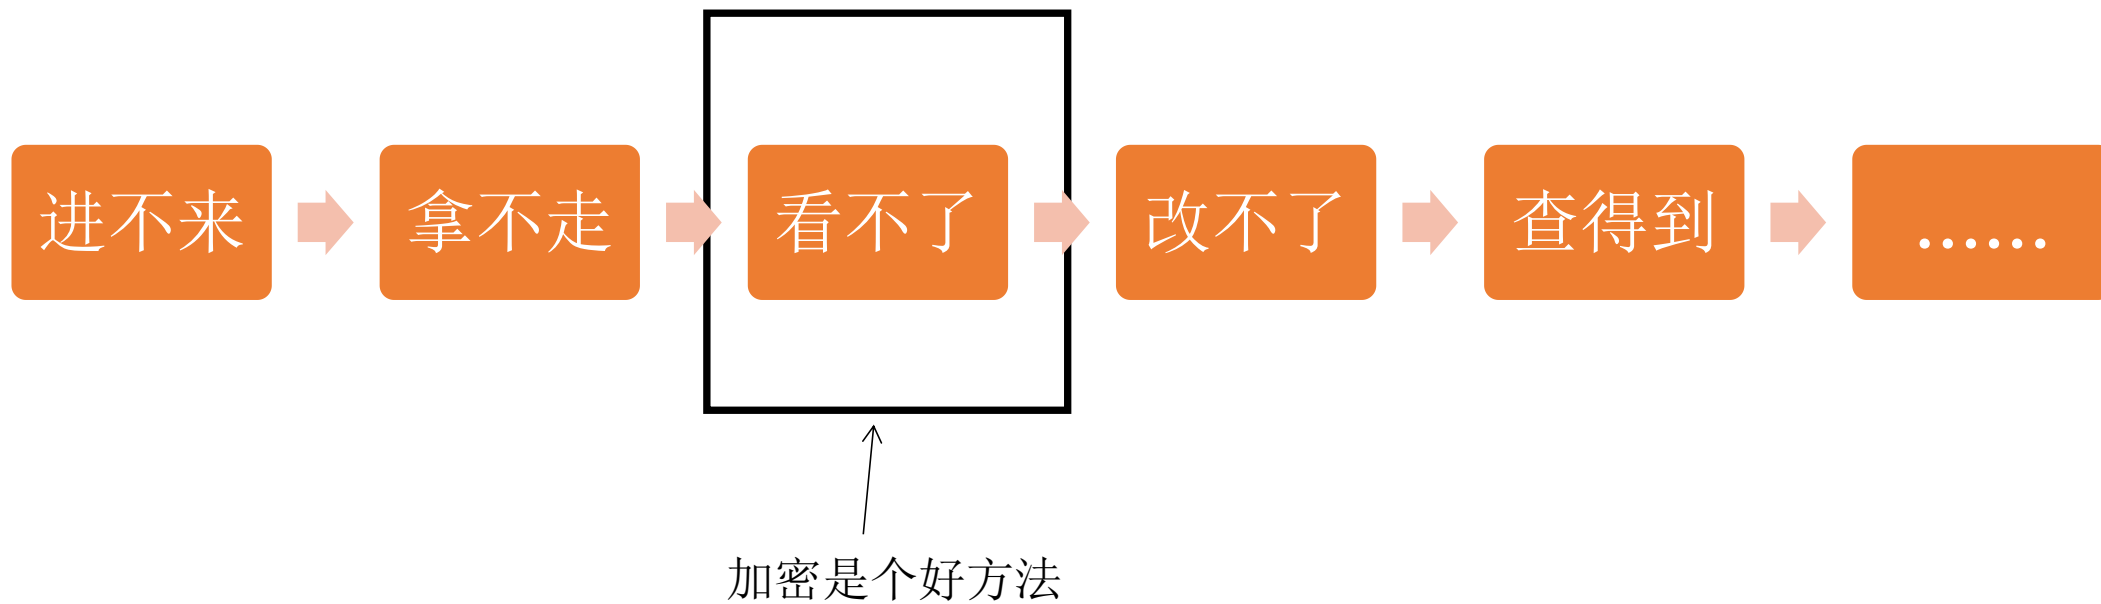 进不来
拿不走
看不了
改不了
查得到
……
加密是个好方法